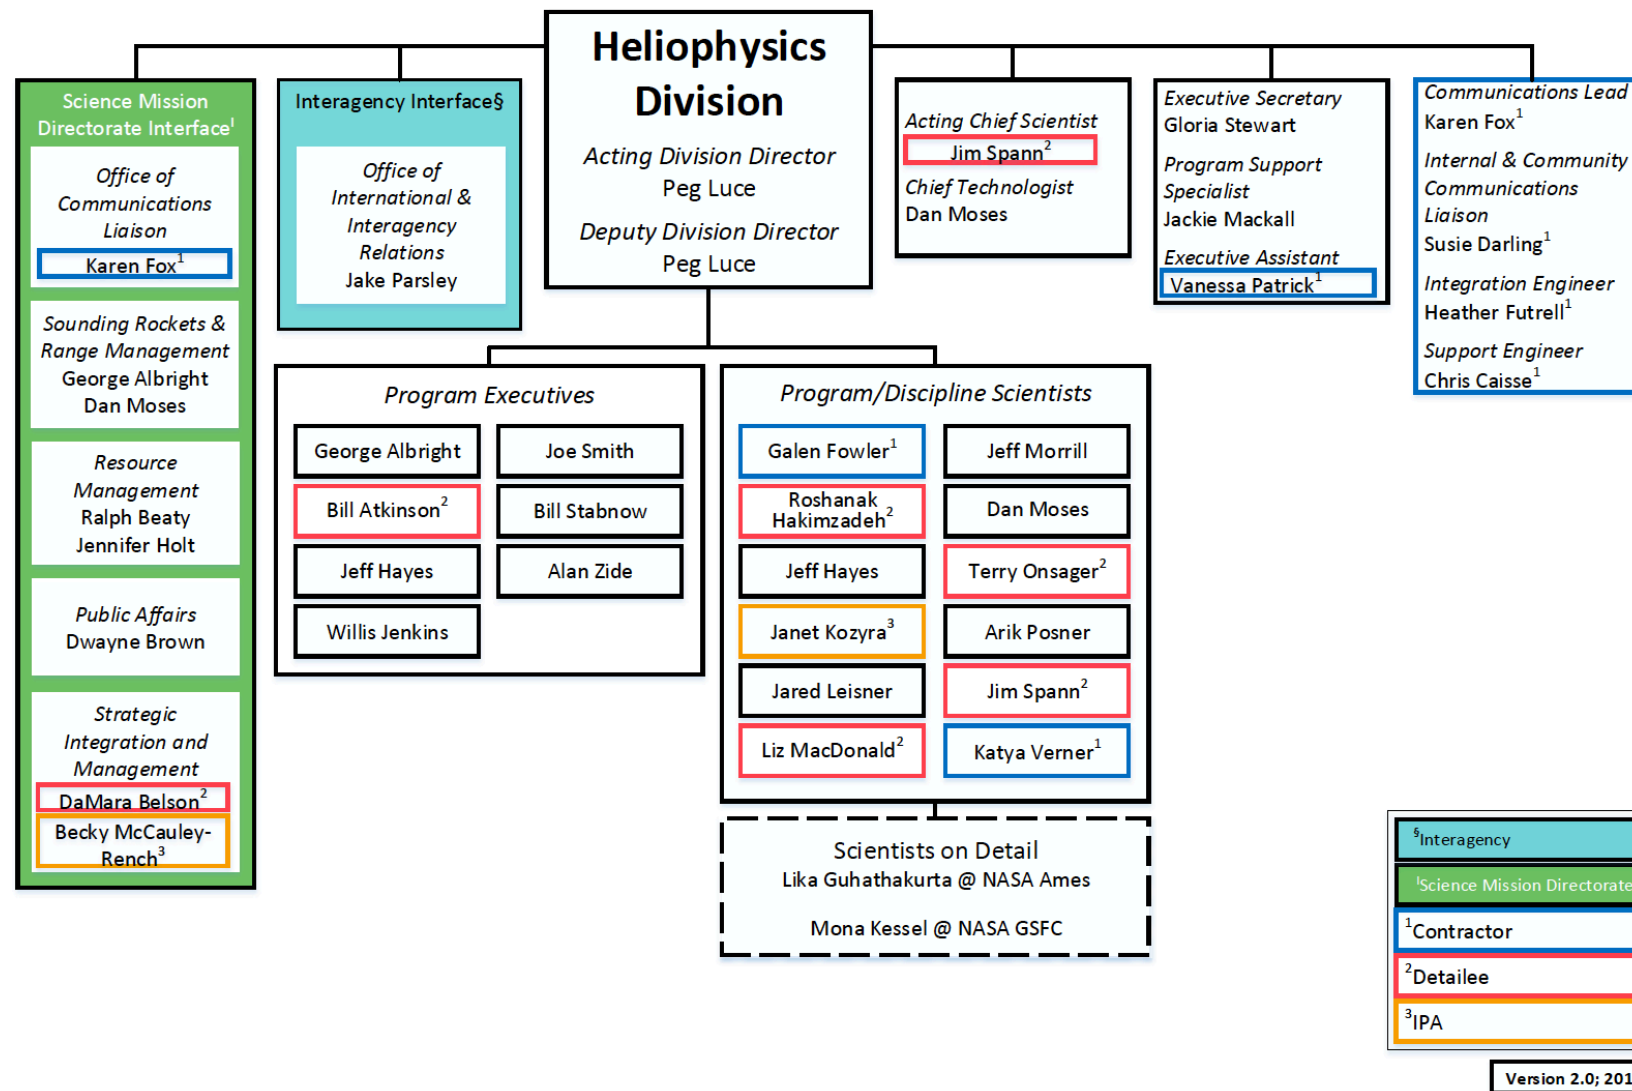 Heliophysics
Division
Acting Division Director
Peg Luce
Deputy Division Director
Peg Luce
Science Mission
Directorate Interface^I
Office of
Communications
Liaison
Karen Fox¹
Sounding Rockets &
Range Management
George Albright
Dan Moses
Resource
Management
Ralph Beaty
Jennifer Holt
Public Affairs
Dwayne Brown
Strategic
Integration and
Management
DaMara Belson²
Becky McCauley-
Rench³
Interagency Interface§
Office of
International &
Interagency
Relations
Jake Parsley
Acting Chief Scientist
Jim Spann²
Chief Technologist
Dan Moses
Executive Secretary
Gloria Stewart
Program Support
Specialist
Jackie Mackall
Executive Assistant
Vanessa Patrick¹
Communications Lead
Karen Fox¹
Internal & Community
Communications
Liaison
Susie Darling¹
Integration Engineer
Heather Futrell¹
Support Engineer
Chris Caisse¹
Program Executives
George Albright
Joe Smith
Bill Atkinson²
Bill Stabnow
Jeff Hayes
Alan Zide
Willis Jenkins
Program/Discipline Scientists
Galen Fowler¹
Jeff Morrill
Roshanak
Hakimzadeh²
Dan Moses
Jeff Hayes
Terry Onsager²
Janet Kozyra³
Arik Posner
Jared Leisner
Jim Spann²
Liz MacDonald²
Katya Verner¹
Scientists on Detail
Lika Guhathakurta @ NASA Ames
Mona Kessel @ NASA GSFC
§Interagency
^IScience Mission Directorate
¹Contractor
²Detailee
³IPA
Version 2.0; 201